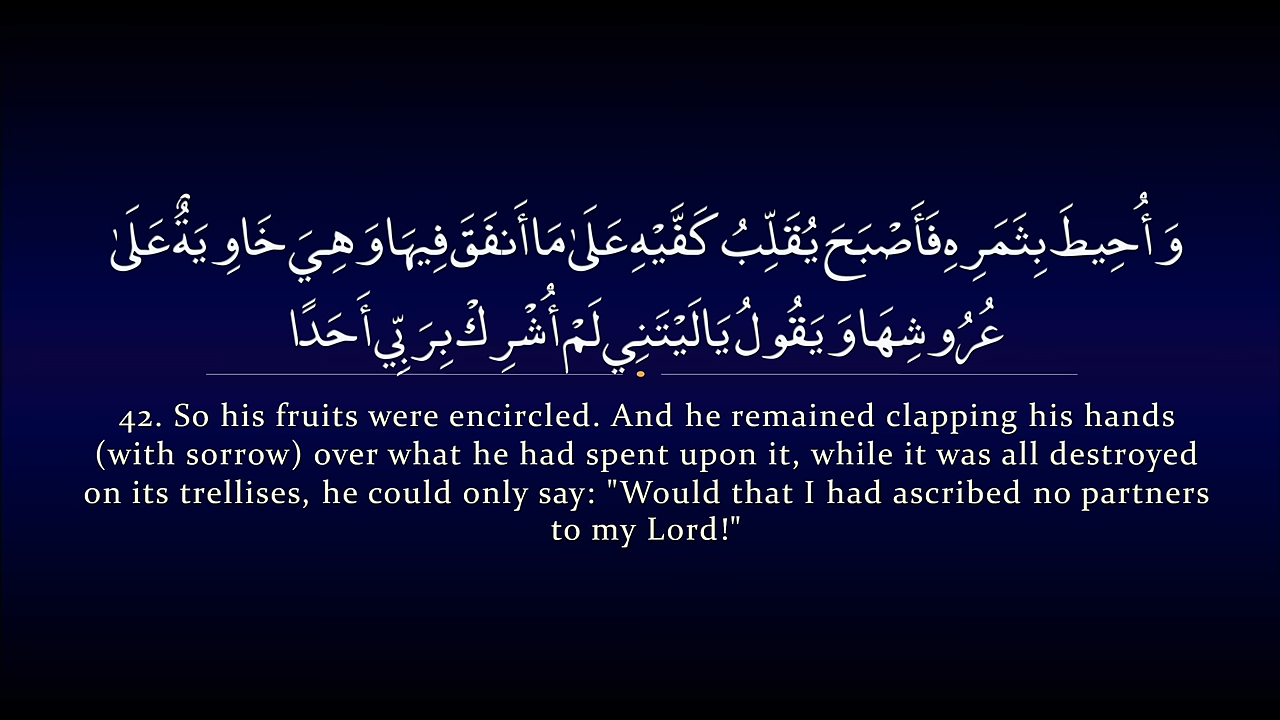 وَأُحِيطَ بِثَمَرِهِ فَأَصْبَحَ يُقَلِّبُ كَفَّيْهِ عَلَىٰ مَا أَنفَقَ فِيهَا وَهِيَ خَاوِيَةٌ عَلَىٰ
عُرُوشِهَا وَيَقُولُ يَا لَيْتَنِي لَمْ أُشْرِكْ بِرَبِّي أَحَدًا
42. So his fruits were encircled. And he remained clapping his hands
(with sorrow) over what he had spent upon it, while it was all destroyed
on its trellises, he could only say: "Would that I had ascribed no partners
to my Lord!"